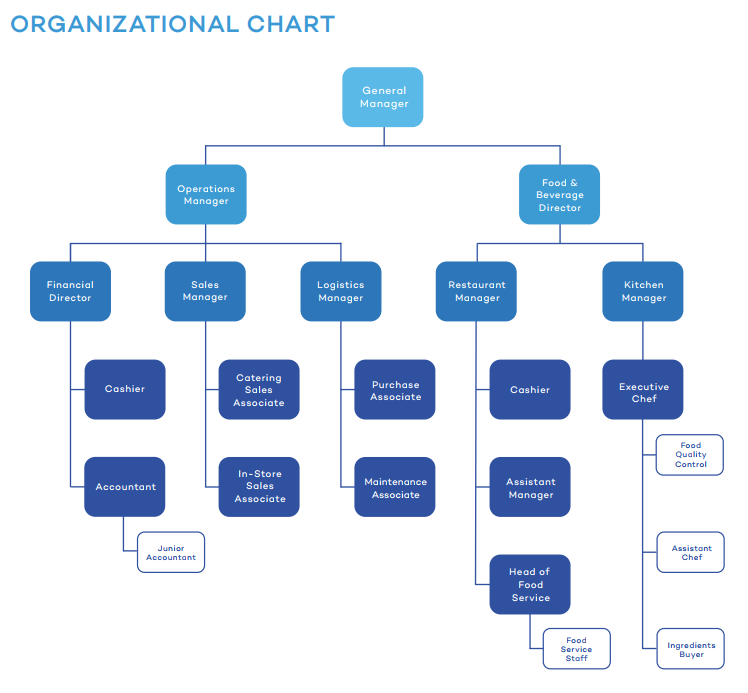 ORGANIZATIONAL CHART
General
Manager
Operations
Manager
Food &
Beverage
Director
Financial
Director
Sales
Manager
Logistics
Manager
Restaurant
Manager
Kitchen
Manager
Cashier
Catering
Sales
Associate
Purchase
Associate
Cashier
Executive
Chef
Food
Quality
Control
Accountant
In-Store
Sales
Associate
Maintenance
Associate
Assistant
Manager
Junior
Accountant
Assistant
Chef
Head of
Food
Service
Food
Service
Staff
Ingredients
Buyer